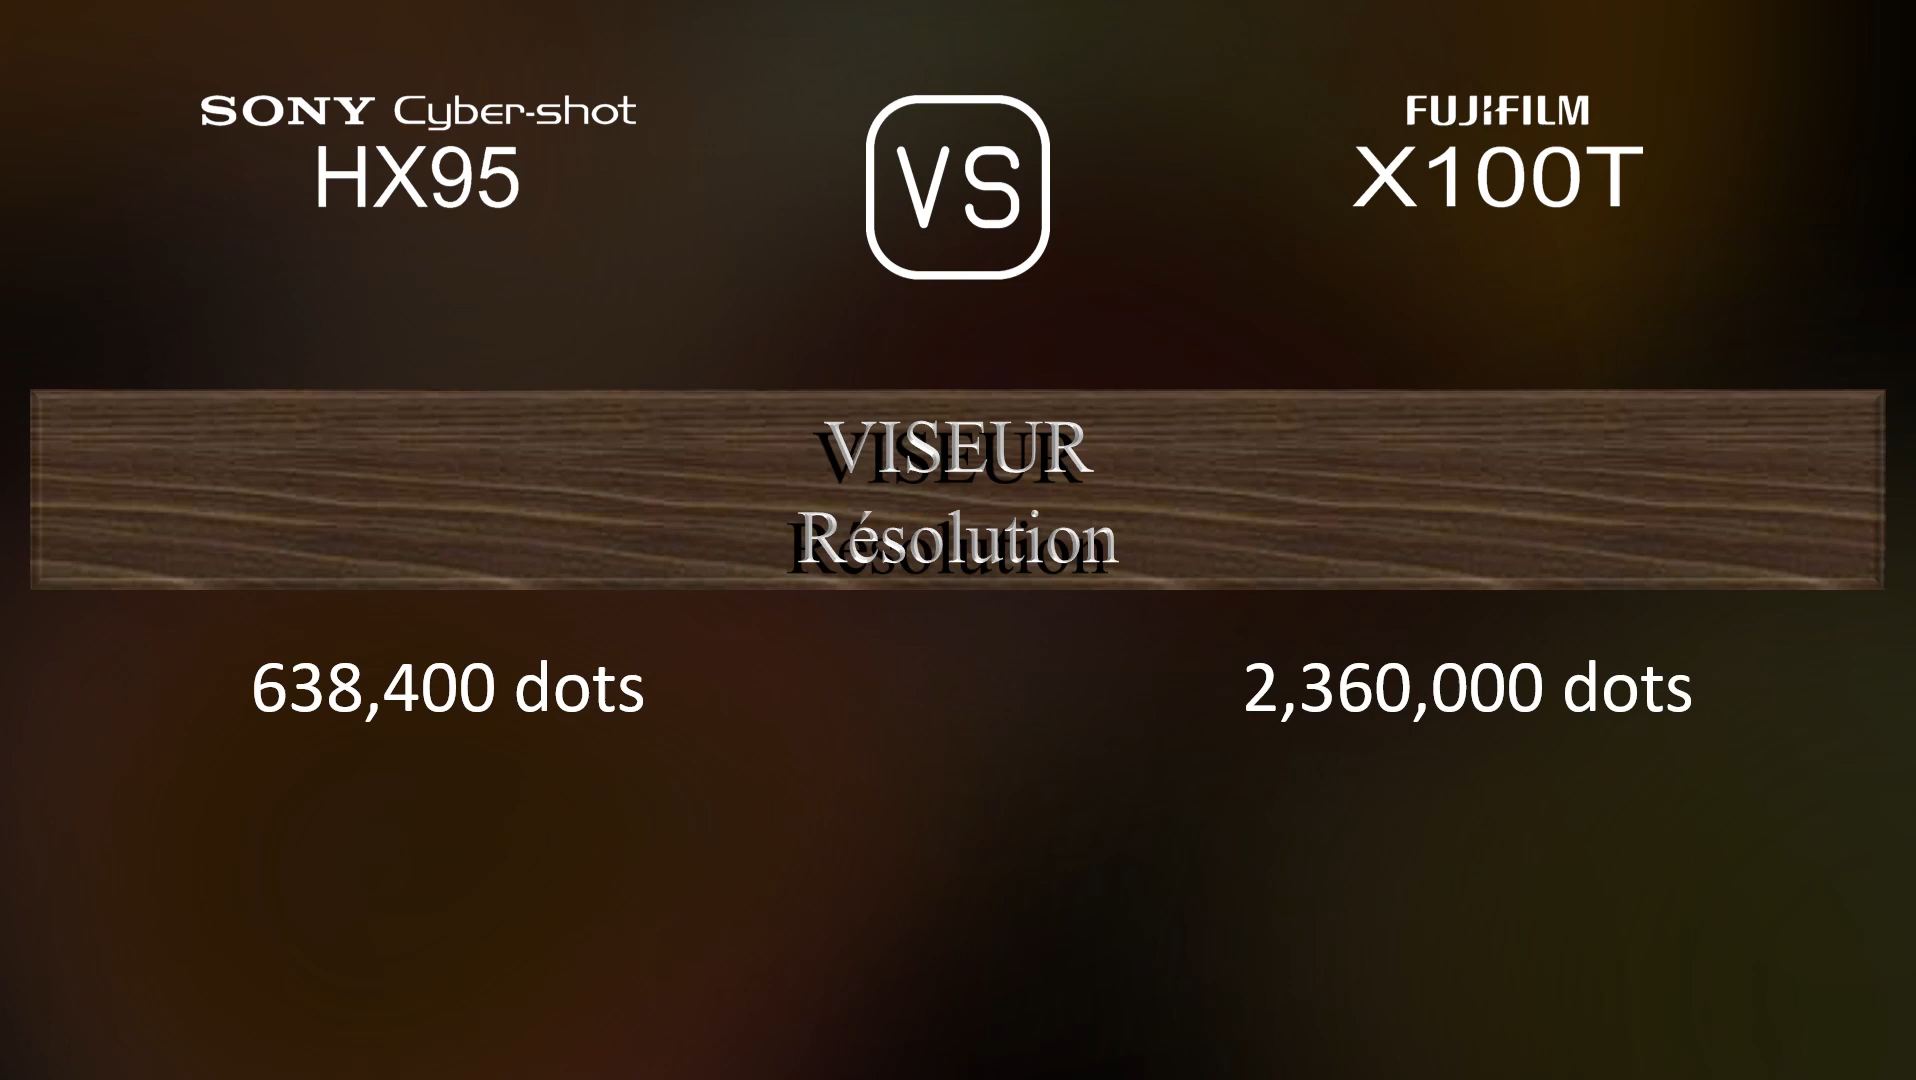 SONY Cyber-shot
HX95
VS
FUJIFILM
X100T
VISEUR
Résolution
638,400 dots
2,360,000 dots